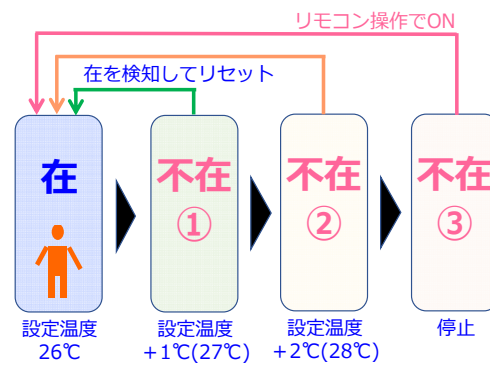 リモコン操作でON
在を検知してリセット
在
不在
①
不在
②
不在
③
設定温度
26℃
設定温度
+1℃(27℃)
設定温度
+2℃(28℃)
停止